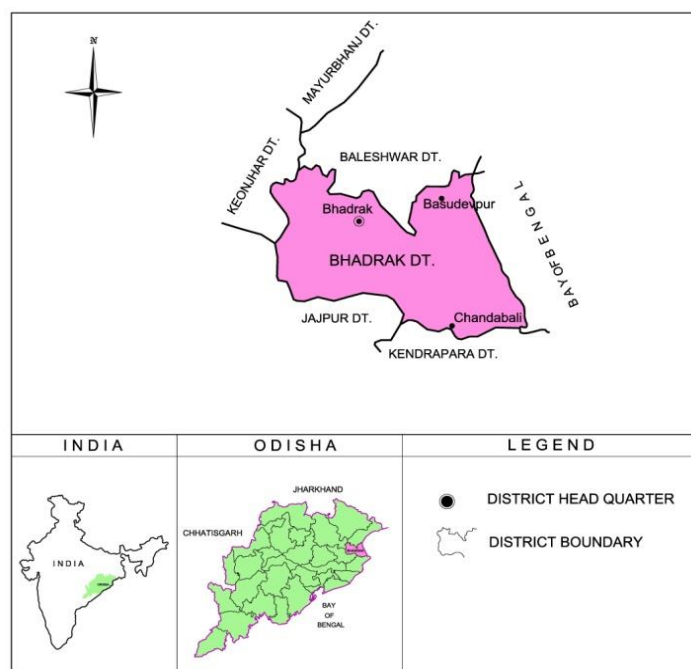 N
MAYURBHANJ DT.
KEONJHAR DT.
BALESHWAR DT.
Bhadrak
Basudevpur
BHADRAK DT.
BAY OF BENGAL
Chandabali
JAJPUR DT.
KENDRAPARA DT.
INDIA
ODISHA
LEGEND
INDIA
JHARKHAND
CHHATISGARH
BAY
OF
BENGAL
DISTRICT HEAD QUARTER
DISTRICT BOUNDARY